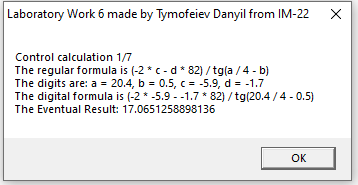 Laboratory Work 6 made by Tymofeiev Danyil from IM-22
Control calculation 1/7
The regular formula is (-2 * c - d * 82) / tg(a / 4 - b)
The digits are: a = 20.4, b = 0.5, c = -5.9, d = -1.7
The digital formula is (-2 * -5.9 - -1.7 * 82) / tg(20.4 / 4 - 0.5)
The Eventual Result: 17.0651258898136
OK